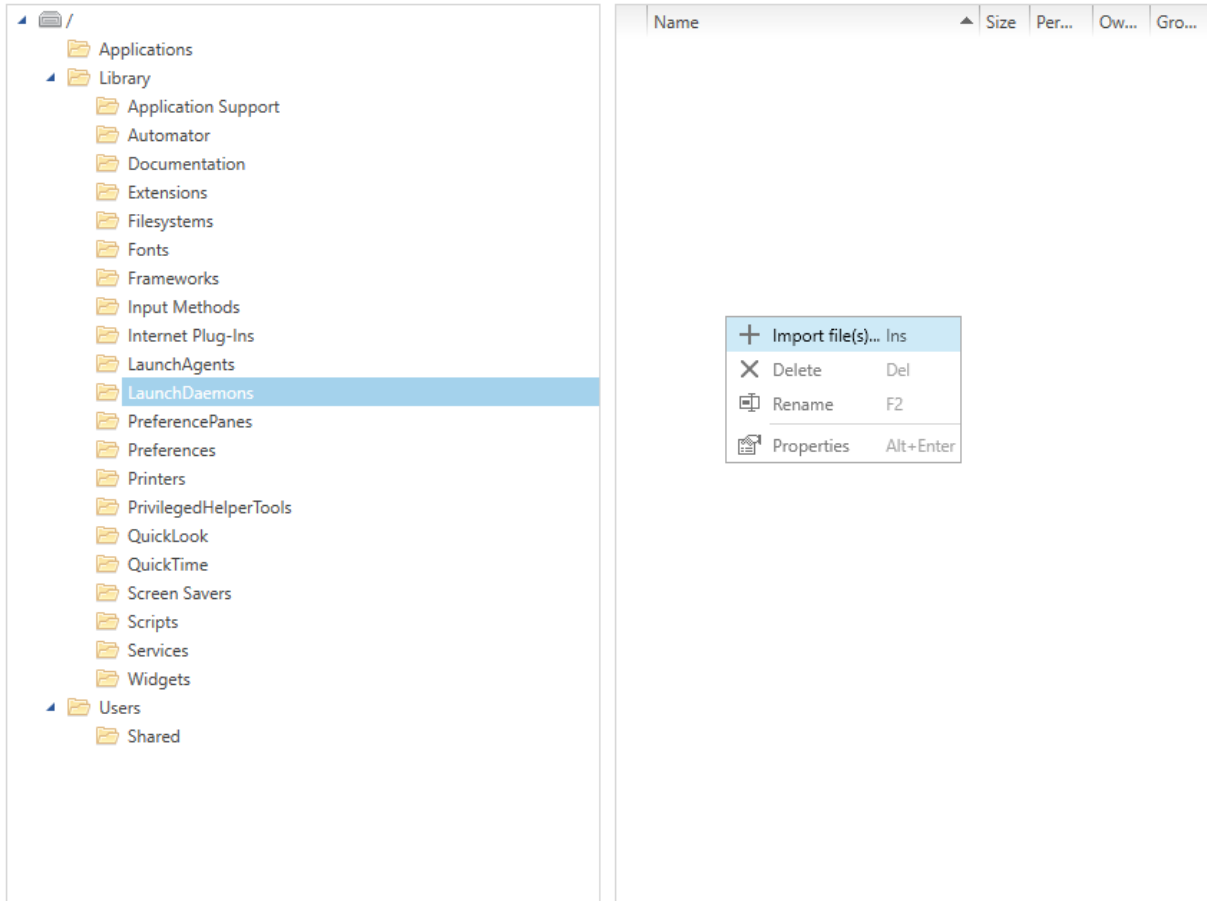 /
Applications
Library
Application Support
Automator
Documentation
Extensions
Filesystems
Fonts
Frameworks
Input Methods
Internet Plug-Ins
LaunchAgents
LaunchDaemons
PreferencePanes
Preferences
Printers
PrivilegedHelperTools
QuickLook
QuickTime
Screen Savers
Scripts
Services
Widgets
Users
Shared
Name Size Per... Ow... Gro...
Import file(s)... Ins
Delete Del
Rename F2
Properties Alt+Enter